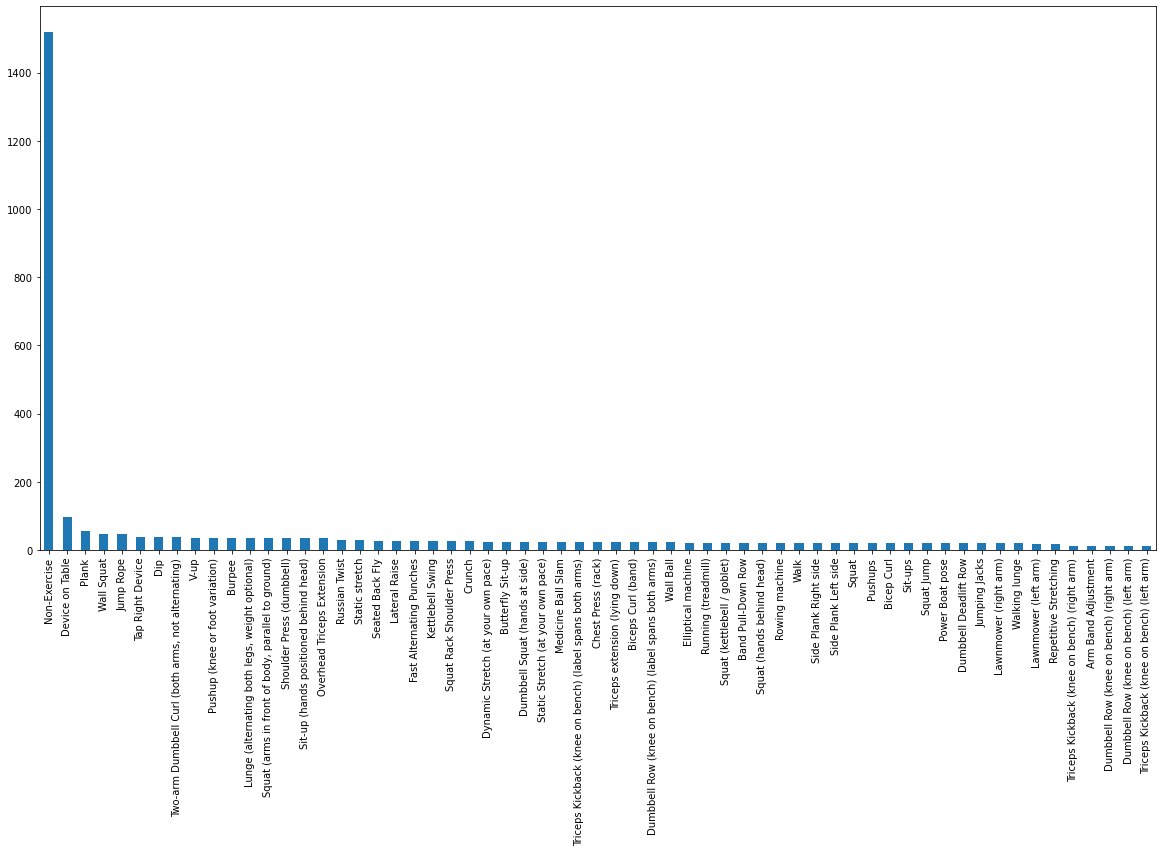 1400
1200
1000
800
600
400
200
0
Non-Exercise
Device on Table
Plank
Wall Squat
Jump Rope
Tap Right Device
Dip
Two-arm Dumbbell Curl (both arms, not alternating)
V-up
Pushup (knee or foot variation)
Burpee
Lunge (alternating both legs, weight optional)
Squat (arms in front of body, parallel to ground)
Shoulder Press (dumbbell)
Sit-up (hands positioned behind head)
Overhead Triceps Extension
Russian Twist
Static stretch
Seated Back Fly
Lateral Raise
Fast Alternating Punches
Kettlebell Swing
Squat Rack Shoulder Press
Crunch
Dynamic Stretch (at your own pace)
Butterfly Sit-up
Dumbbell Squat (hands at side)
Static Stretch (at your own pace)
Medicine Ball Slam
Triceps Kickback (knee on bench) (label spans both arms)
Chest Press (rack)
Triceps extension (lying down)
Biceps Curl (band)
Dumbbell Row (knee on bench) (label spans both arms)
Wall Ball
Elliptical machine
Running (treadmill)
Squat (kettlebell / goblet)
Band Pull-Down Row
Squat (hands behind head)
Rowing machine
Walk
Side Plank Right side
Side Plank Left side
Squat
Pushups
Bicep Curl
Sit-ups
Squat Jump
Power Boat pose
Dumbbell Deadlift Row
Jumping Jacks
Lawnmower (right arm)
Walking lunge
Lawnmower (left arm)
Repetitive Stretching
Triceps Kickback (knee on bench) (right arm)
Arm Band Adjustment
Dumbbell Row (knee on bench) (right arm)
Dumbbell Row (knee on bench) (left arm)
Triceps Kickback (knee on bench) (left arm)